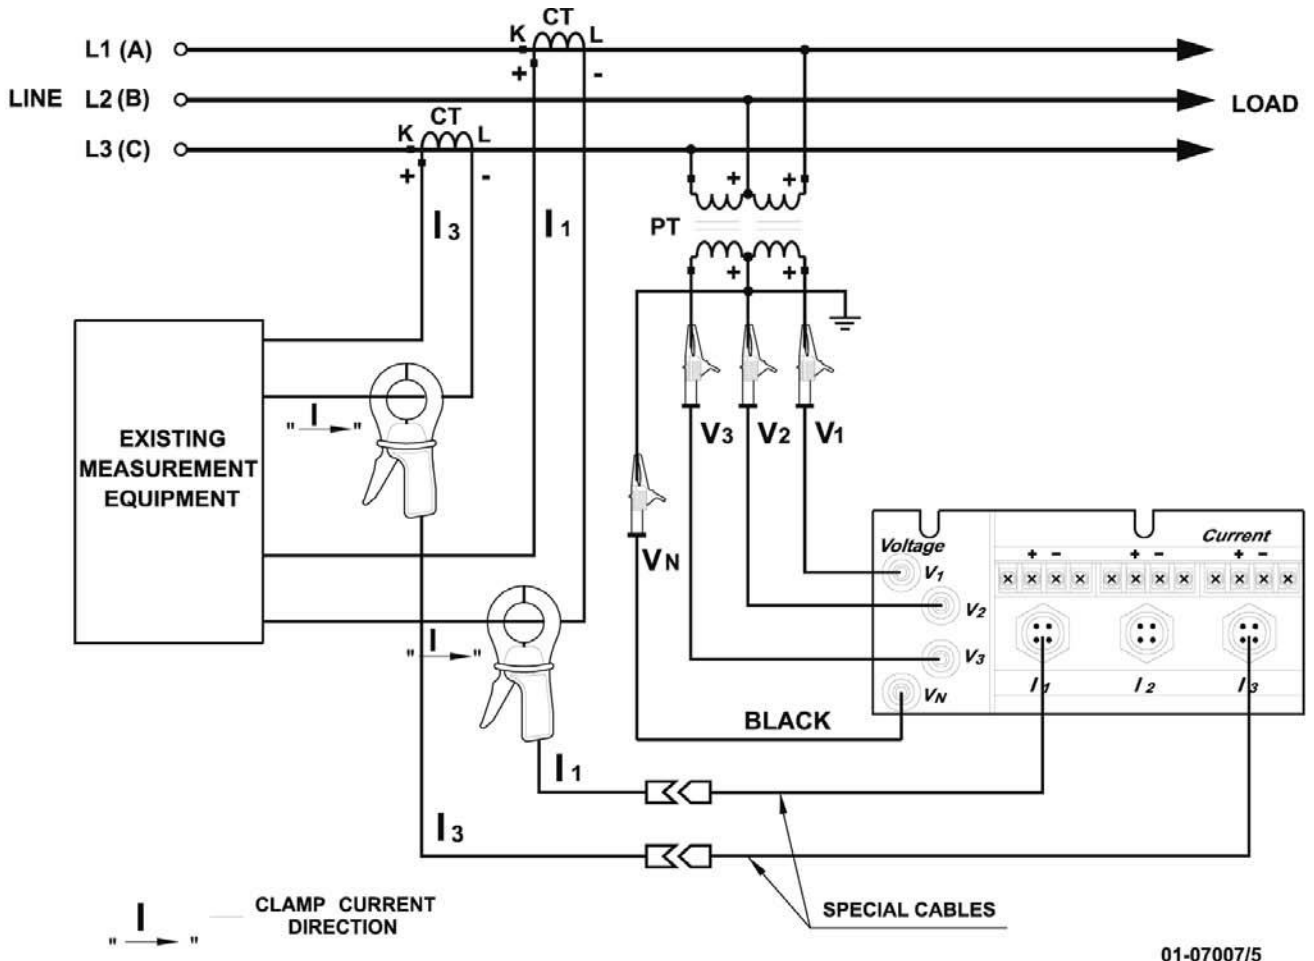 CT
K L
L1 (A)
+ -
LINE L2 (B) LOAD
CT
K L
L3 (C)
+ -
+ +
I3 I1
PT
+ +
EXISTING
MEASUREMENT
EQUIPMENT
" I "
V3 V2 V1
VN
" I "
Voltage
Current
+ - + - + -
V1
V2
V3
VN
I1 I2 I3
BLACK
I1
I3
" I "
CLAMP CURRENT
DIRECTION
SPECIAL CABLES
01-07007/5